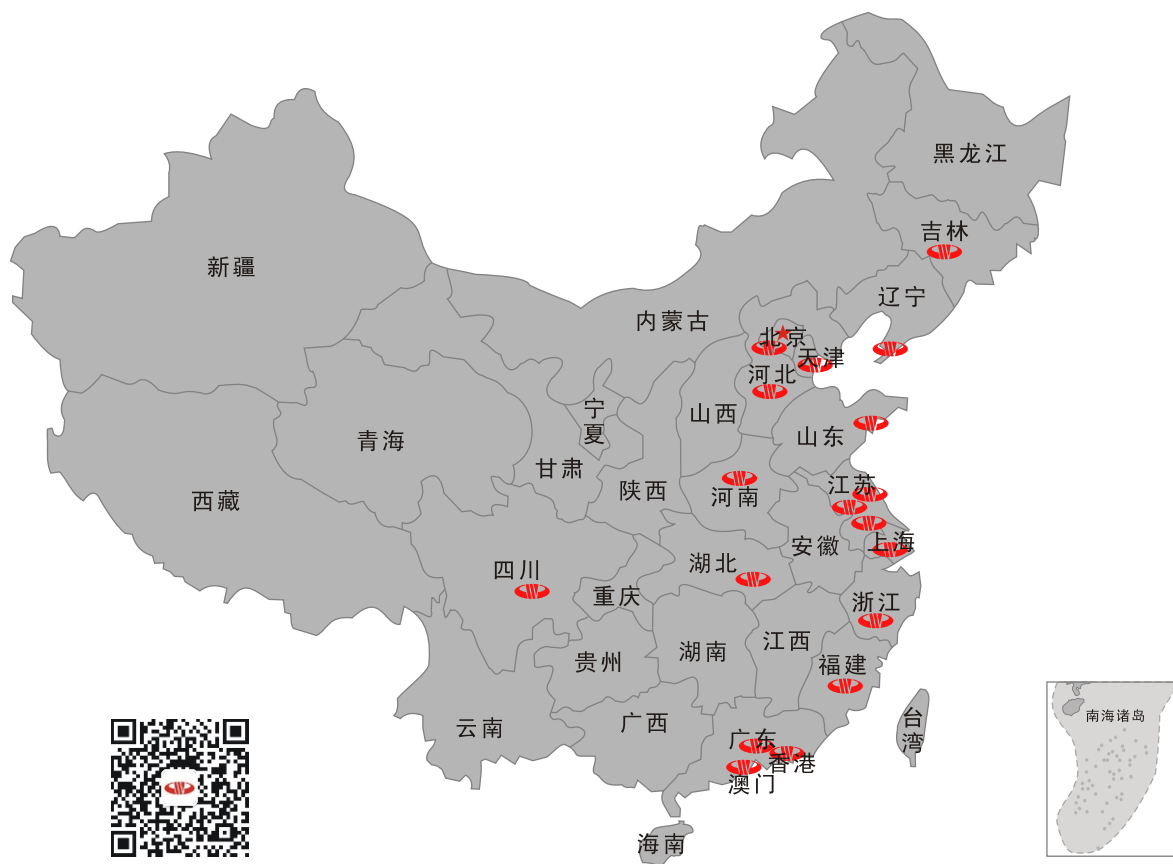 黑龙江
吉林
新疆
辽宁
内蒙古
北京
天津
河北
宁夏
山西
山东
青海
甘肃
陕西
河南
江苏
西藏
安徽
上海
湖北
四川
重庆
浙江
江西
湖南
贵州
福建
南海诸岛
台湾
广西
云南
广东
香港
澳门
海南